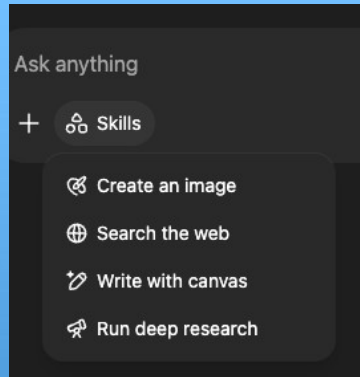 Ask anything
Skills
Create an image
Search the web
Write with canvas
Run deep research